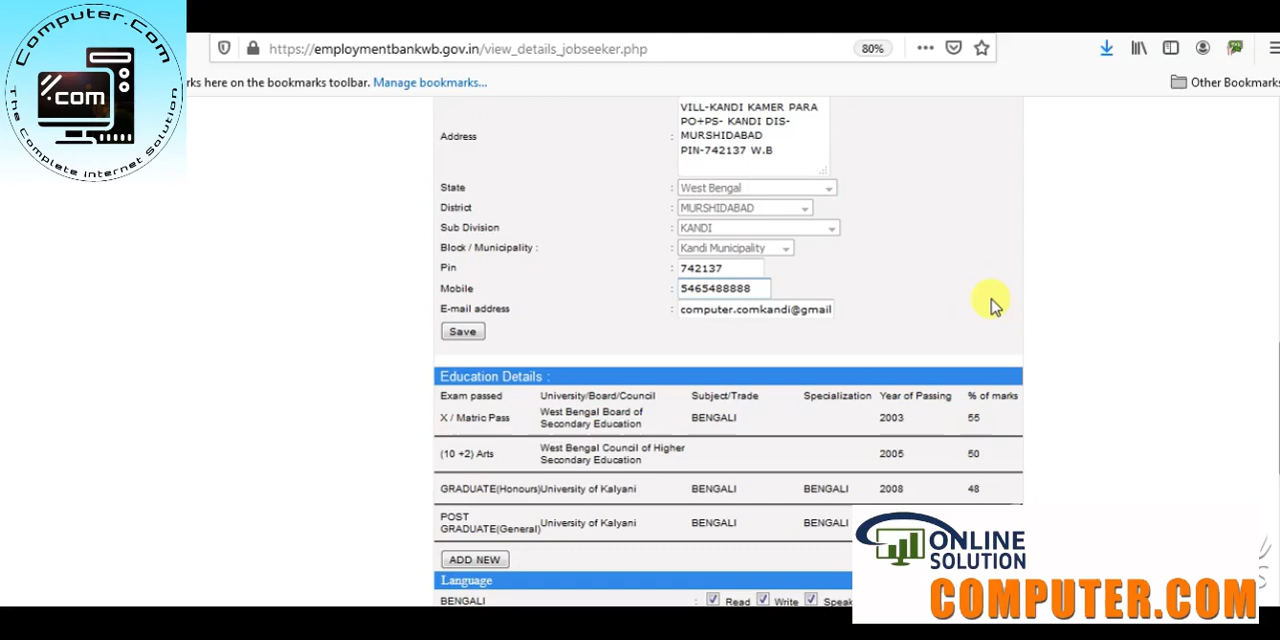 Computer.Com
.com
The Complete Internet Solution
https://employmentbankwb.gov.in/view_details_jobseeker.php
80%
rks here on the bookmarks toolbar. Manage bookmarks...
Other Bookmarks
Address : VILL-KANDI KAMER PARA
PO+PS- KANDI DIS-
MURSHIDABAD
PIN-742137 W.B
State : West Bengal
District : MURSHIDABAD
Sub Division : KANDI
Block / Municipality : : Kandi Municipality
Pin : 742137
Mobile : 5465488888
E-mail address : computer.comkandi@gmail
Save
Education Details :
Exam passed University/Board/Council Subject/Trade Specialization Year of Passing % of marks
X / Matric Pass West Bengal Board of Secondary Education BENGALI 2003 55
(10 +2) Arts West Bengal Council of Higher Secondary Education 2005 50
GRADUATE(Honours) University of Kalyani BENGALI BENGALI 2008 48
POST GRADUATE(General) University of Kalyani BENGALI BENGALI
ADD NEW
Language
BENGALI : Read Write Speak
ONLINE
SOLUTION
COMPUTER.COM